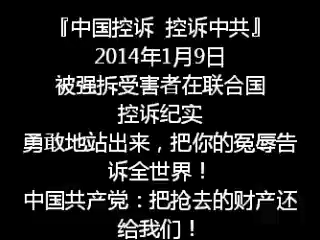 『中国控诉 控诉中共』
2014年1月9日
被强拆受害者在联合国
控诉纪实
勇敢地站出来，把你的冤辱告
诉全世界！
中国共产党：把抢去的财产还
给我们！